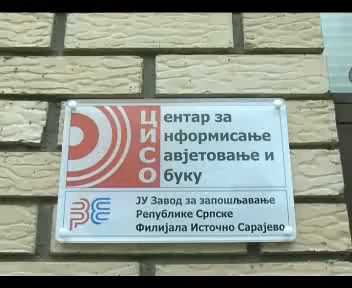 Центар за
Информисање
Савјетовање и
Обуку
ЈУ Завод за запошљавање
Републике Српске
Филијала Источно Сарајево